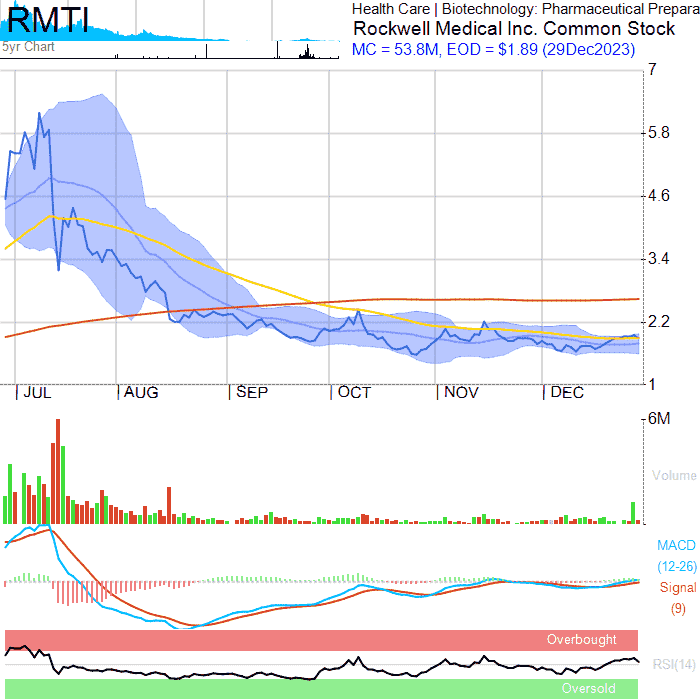 RMTI
5yr Chart
Health Care | Biotechnology: Pharmaceutical Prepara
Rockwell Medical Inc. Common Stock
MC = 53.8M, EOD = $1.89 (29Dec2023)
7
5.8
4.6
3.4
2.2
1
JUL AUG SEP OCT NOV DEC
6M
Volume
MACD
(12-26)
Signal
(9)
Overbought
RSI(14)
Oversold